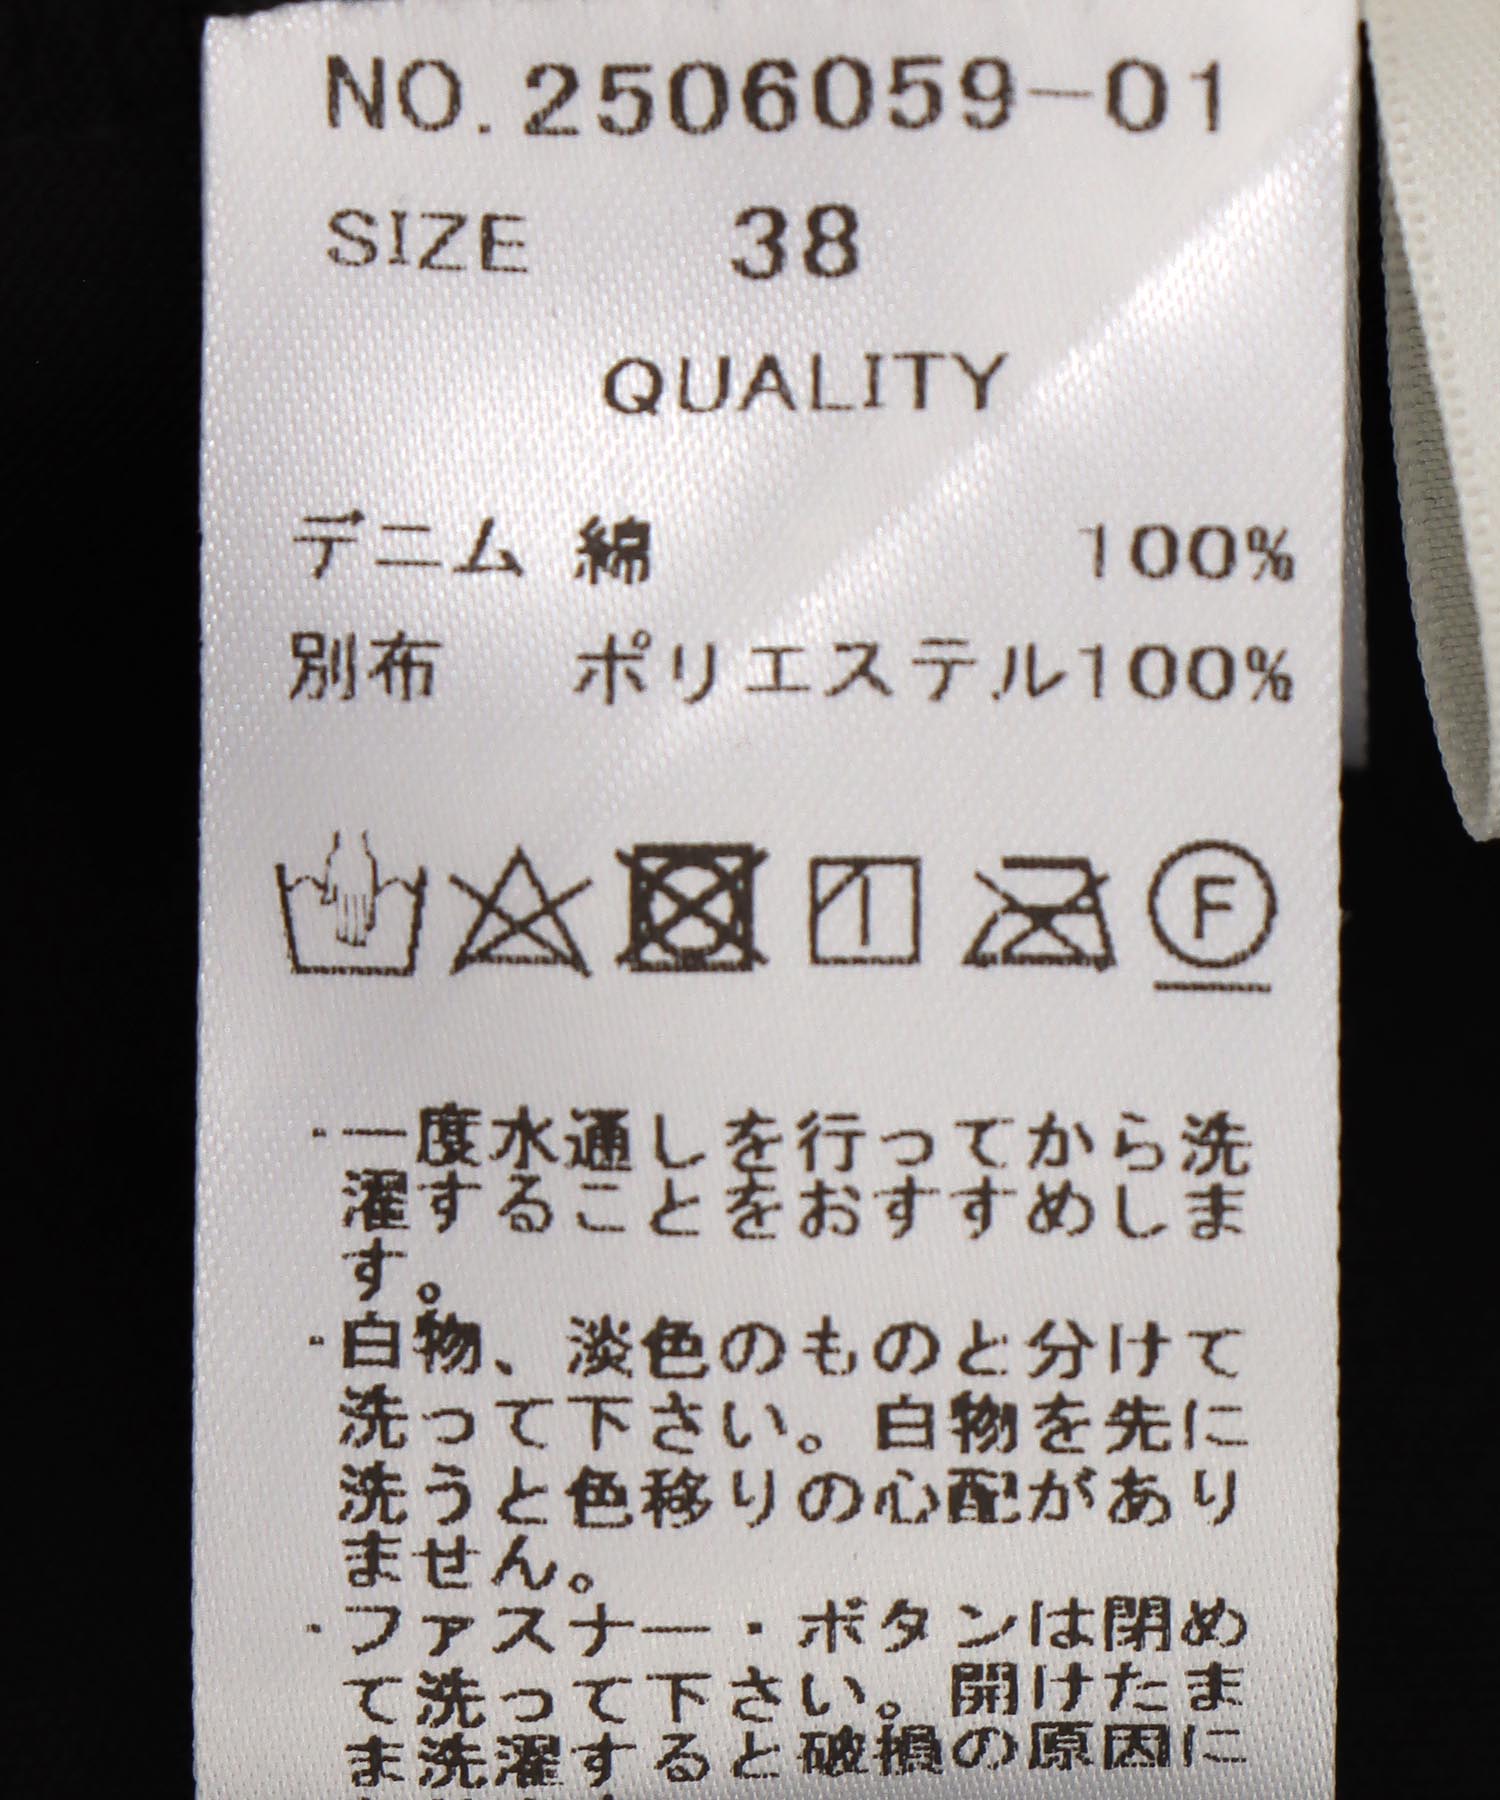 NO.2506059-01
SIZE 38
QUALITY
デニム 綿 100%
別布 ポリエステル100%
F
・一度水通しを行ってから洗
濯することをおすすめしま
す。
・白物、淡色のものと分けて
洗って下さい。白物を先に
洗うと色移りの心配があり
ません。
・ファスナー・ボタンは閉め
て洗って下さい。開けたま
ま洗濯すると破損の原因に